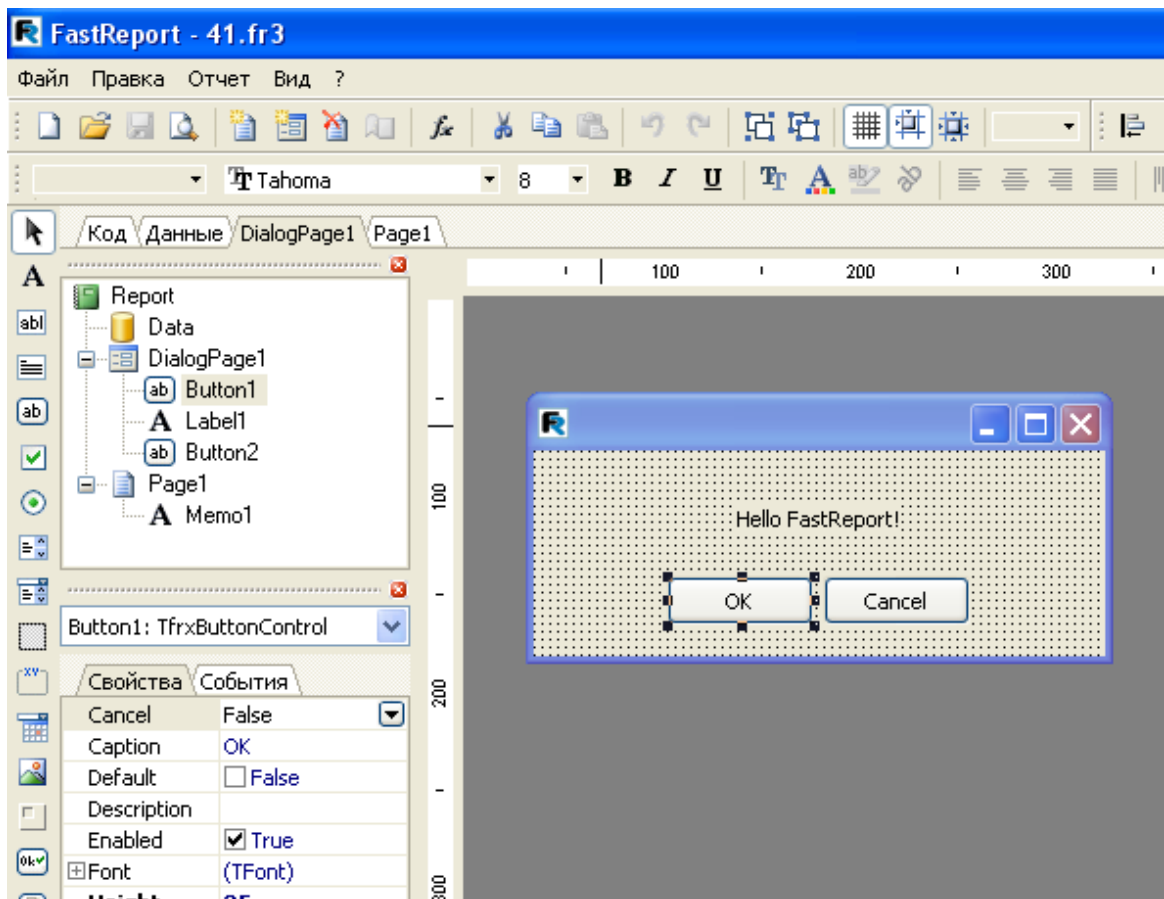 FastReport - 41.fr3
Файл Правка Отчет Вид ?
Tahoma 8 B I U
Код Данные DialogPage1 Page1
100 200 300
Report
Data
DialogPage1
Button1
Label1
Button2
Page1
Memo1
Hello FastReport!
OK Cancel
100
200
300
Button1: TfrxButtonControl
Свойства События
Cancel False
Caption OK
Default False
Description
Enabled True
Font (TFont)
Height